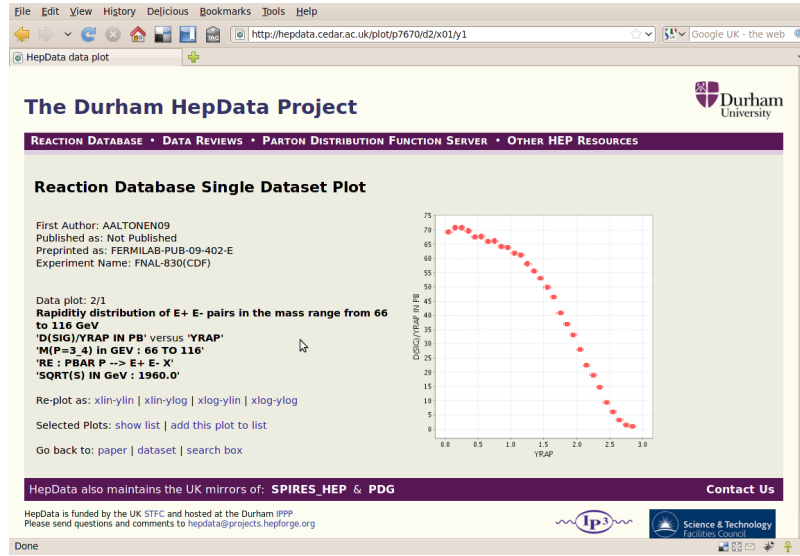 File Edit View History Delicious Bookmarks Tools Help
TAG http://hepdata.cedar.ac.uk/plot/p7670/d2/x01/y1 Google UK - the web
HepData data plot
The Durham HepData Project
Durham
University
REACTION DATABASE • DATA REVIEWS • PARTON DISTRIBUTION FUNCTION SERVER • OTHER HEP RESOURCES
Reaction Database Single Dataset Plot
First Author: AALTONEN09
Published as: Not Published
Preprinted as: FERMILAB-PUB-09-402-E
Experiment Name: FNAL-830(CDF)
Data plot: 2/1
Rapiditiy distribution of E+ E- pairs in the mass range from 66
to 116 GeV
'D(SIG)/YRAP IN PB' versus 'YRAP'
'M(P=3_4) in GEV : 66 TO 116'
'RE : PBAR P --> E+ E- X'
'SQRT(S) IN GeV : 1960.0'
Re-plot as: xlin-ylin | xlin-ylog | xlog-ylin | xlog-ylog
Selected Plots: show list | add this plot to list
Go back to: paper | dataset | search box
D(SIG)/YRAP IN PB
75
70
65
60
55
50
45
40
35
30
25
20
15
10
5
0
0.0 0.5 1.0 1.5 2.0 2.5 3.0
YRAP
HepData also maintains the UK mirrors of: SPIRES_HEP & PDG Contact Us
HepData is funded by the UK STFC and hosted at the Durham IPPP
Please send questions and comments to hepdata@projects.hepforge.org
Ip3
Science & Technology
Facilities Council
Done